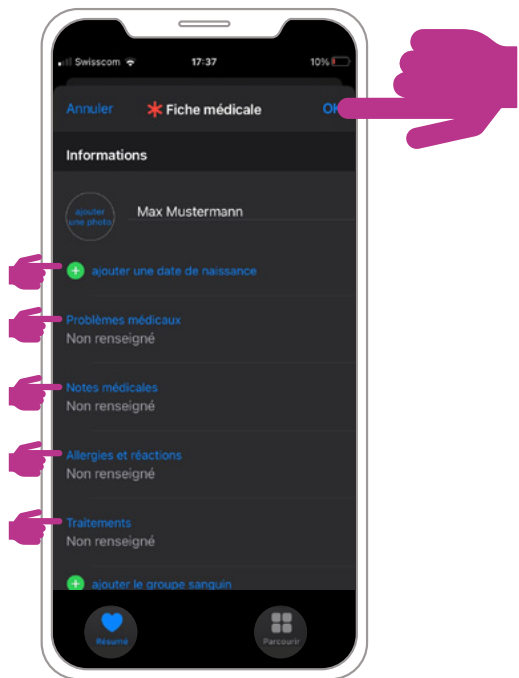 Swisscom 17:37 10%
Annuler Fiche médicale OK
Informations
ajouter
une photo
Max Mustermann
ajouter une date de naissance
Problèmes médicaux
Non renseigné
Notes médicales
Non renseigné
Allergies et réactions
Non renseigné
Traitements
Non renseigné
ajouter le groupe sanguin
Résumé Parcourir